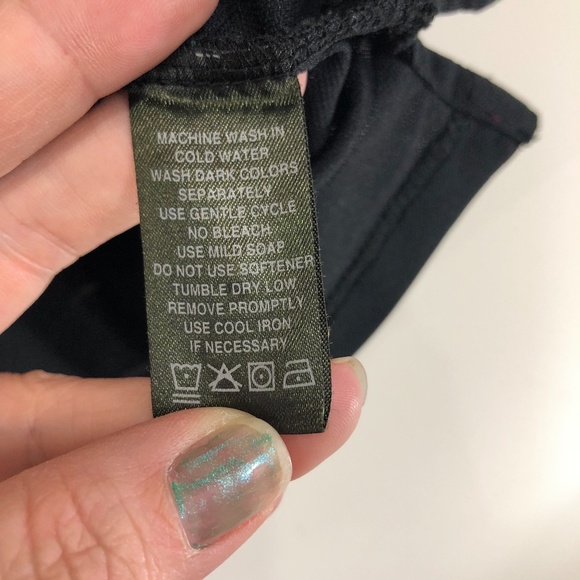 MACHINE WASH IN
COLD WATER
WASH DARK COLORS
SEPARATELY
USE GENTLE CYCLE
NO BLEACH
USE MILD SOAP
DO NOT USE SOFTENER
TUMBLE DRY LOW
REMOVE PROMPTLY
USE COOL IRON
IF NECESSARY